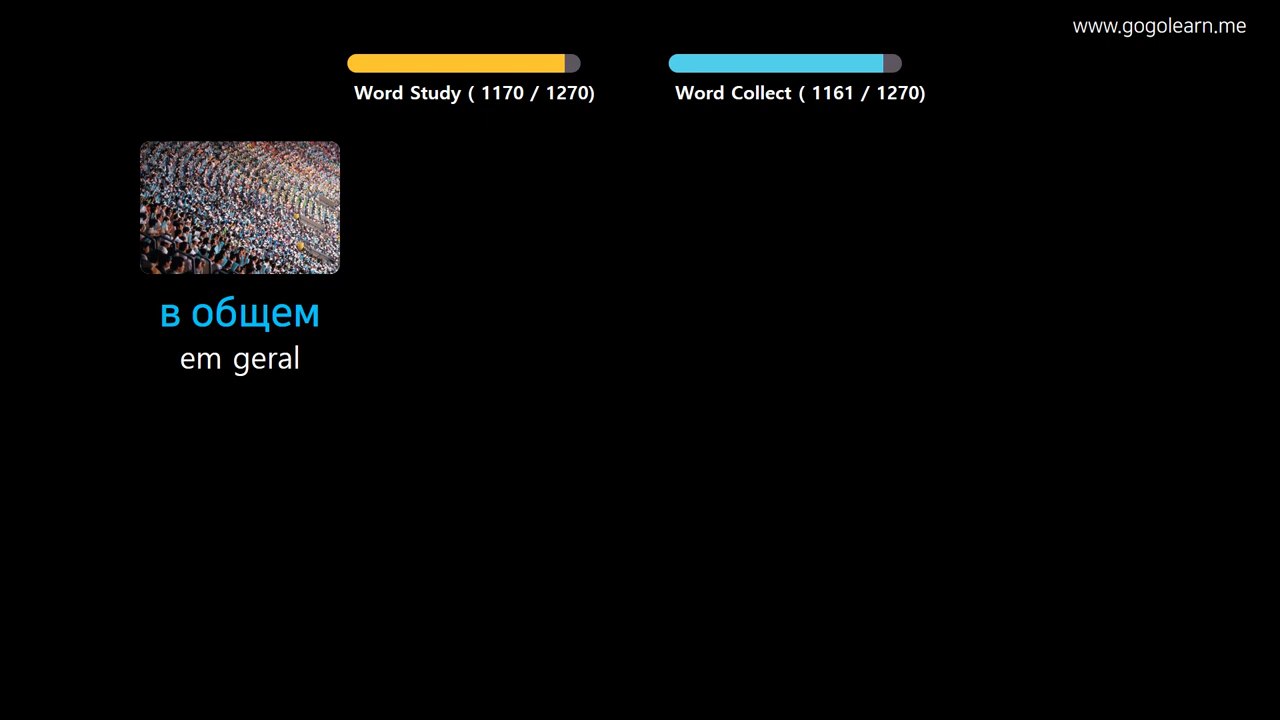 www.gogolearn.me
Word Study ( 1170 / 1270)
Word Collect ( 1161 / 1270)
в общем
em geral